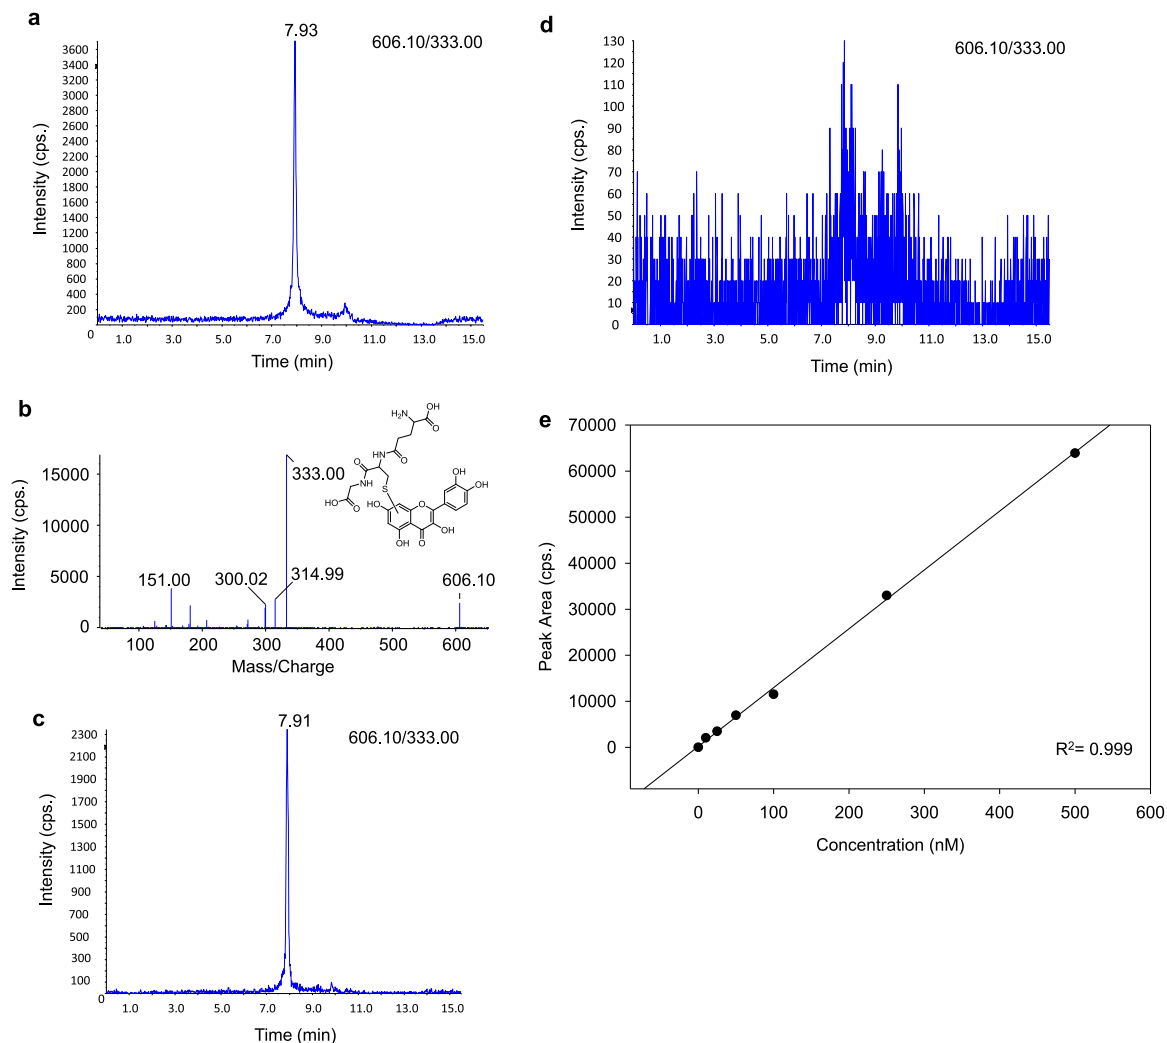 a
7.93
606.10/333.00
Intensity (cps.)
3600
3400
3200
3000
2800
2600
2400
2200
2000
1800
1600
1400
1200
1000
800
600
400
200
0
1.0 3.0 5.0 7.0 9.0 11.0 13.0 15.0
Time (min)
b
Intensity (cps.)
15000
10000
5000
0
151.00
300.02
314.99
333.00
606.10
100 200 300 400 500 600
Mass/Charge
H2N
OH
O
NH
O
O
NH
HO
O
S
HO
O
OH
OH
OH
OH
O
c
7.91
606.10/333.00
Intensity (cps.)
2300
2100
1900
1700
1500
1300
1100
900
700
500
300
100
0
1.0 3.0 5.0 7.0 9.0 11.0 13.0 15.0
Time (min)
d
606.10/333.00
Intensity (cps.)
130
120
110
100
90
80
70
60
50
40
30
20
10
0
1.0 3.0 5.0 7.0 9.0 11.0 13.0 15.0
Time (min)
e
Peak Area (cps.)
70000
60000
50000
40000
30000
20000
10000
0
R2= 0.999
0 100 200 300 400 500 600
Concentration (nM)